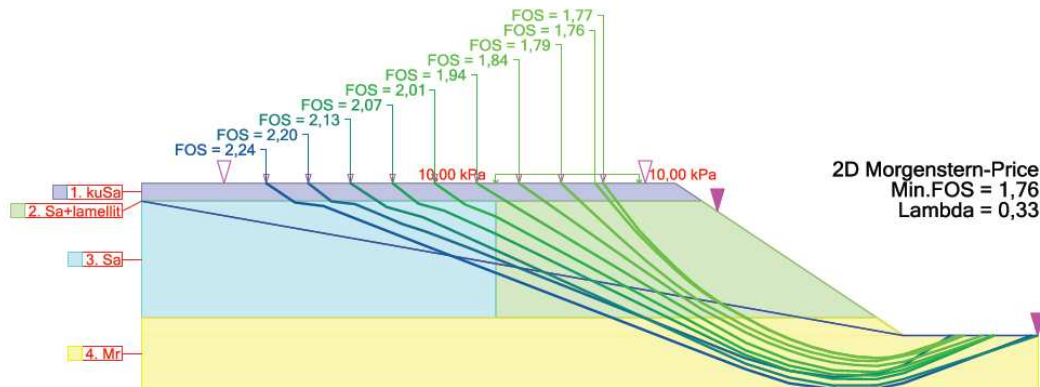 FOS = 1,77
FOS = 1,76
FOS = 1,79
FOS = 1,84
FOS = 1,94
FOS = 2,01
FOS = 2,07
FOS = 2,13
FOS = 2,20
FOS = 2,24
10,00 kPa
10,00 kPa
2D Morgenstern-Price
Min.FOS = 1,76
Lambda = 0,33
1. kuSa
2. Sa+lamellit
3. Sa
4. Mr